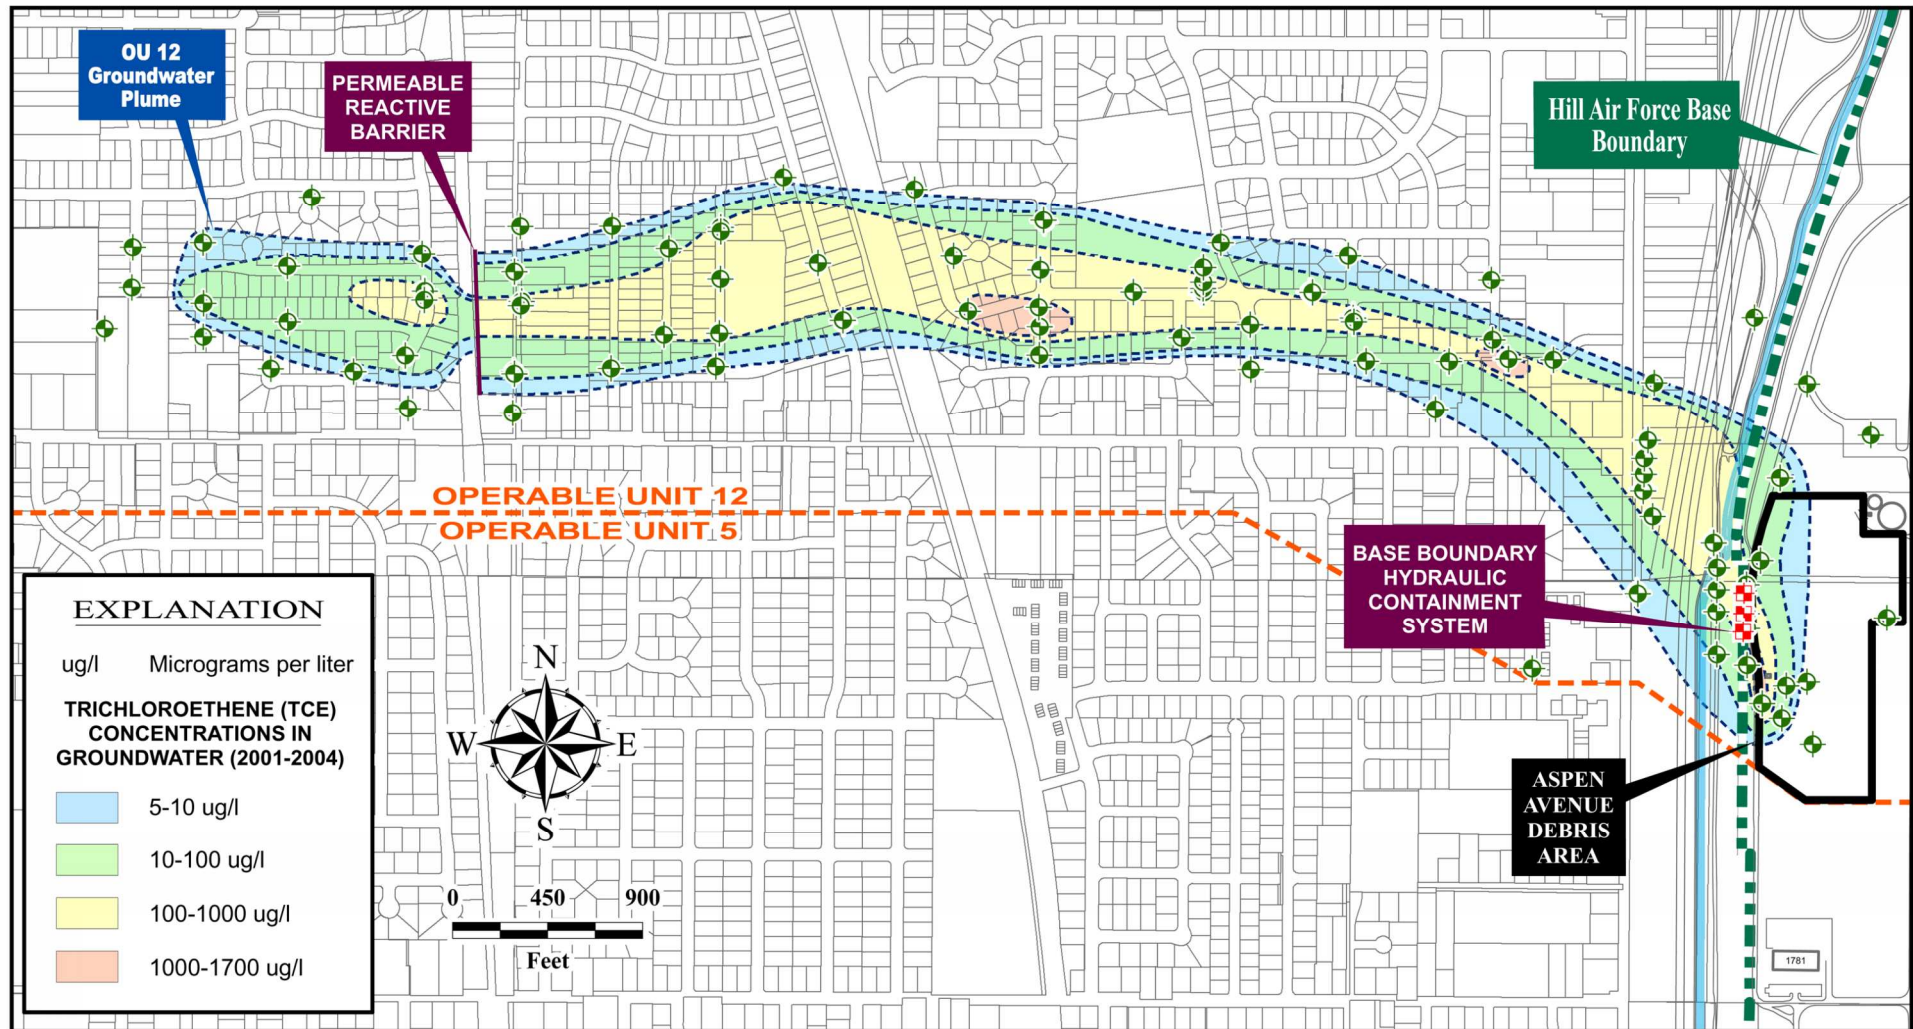 OU 12
Groundwater
Plume
PERMEABLE
REACTIVE
BARRIER
Hill Air Force Base
Boundary
OPERABLE UNIT 12
OPERABLE UNIT 5
BASE BOUNDARY
HYDRAULIC
CONTAINMENT
SYSTEM
ASPEN
AVENUE
DEBRIS
AREA
EXPLANATION
ug/l Micrograms per liter
TRICHLOROETHENE (TCE)
CONCENTRATIONS IN
GROUNDWATER (2001-2004)
5-10 ug/l
10-100 ug/l
100-1000 ug/l
1000-1700 ug/l
N
W E
S
0 450 900
Feet
1781